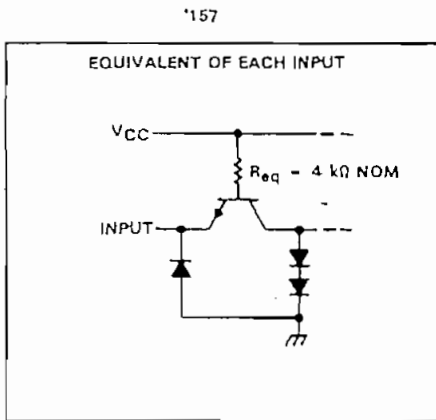 '157
EQUIVALENT OF EACH INPUT
VCC
Req – 4 kΩ NOM
INPUT